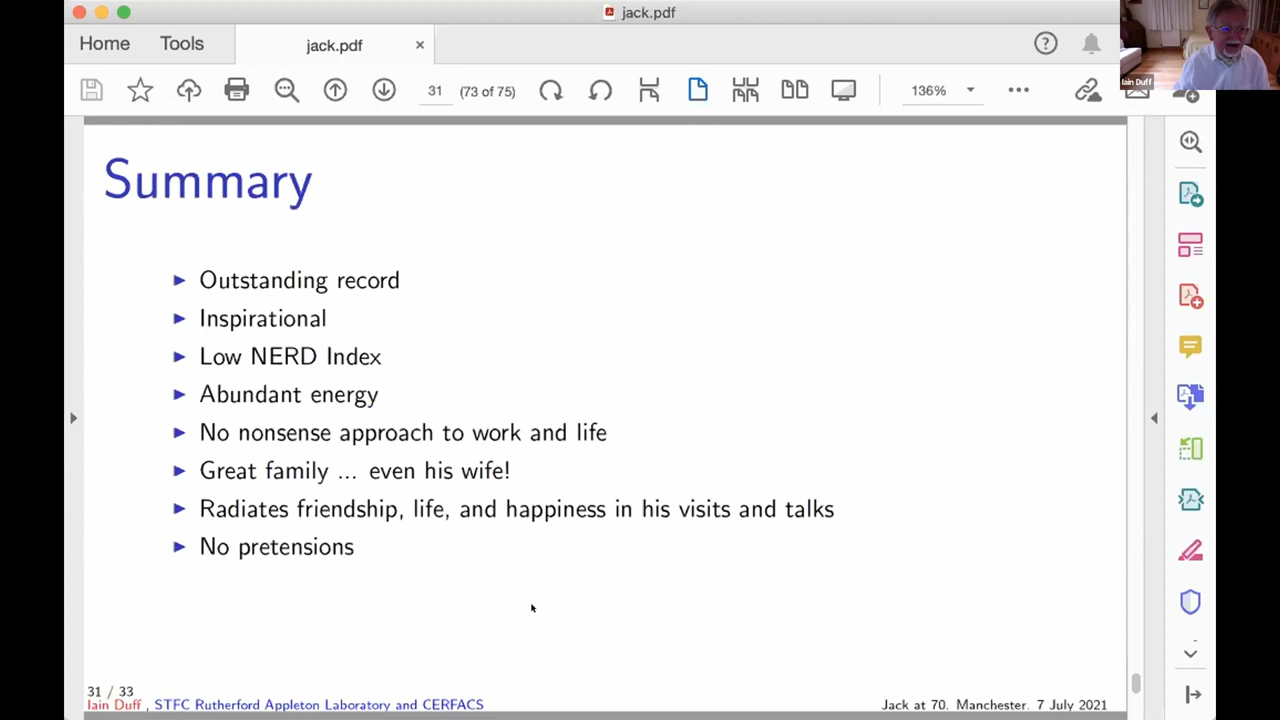 jack.pdf
Home Tools jack.pdf ×
31 (73 of 75) 136%
Iain Duff
Summary
Outstanding record
Inspirational
Low NERD Index
Abundant energy
No nonsense approach to work and life
Great family ... even his wife!
Radiates friendship, life, and happiness in his visits and talks
No pretensions
31 / 33
Iain Duff , STFC Rutherford Appleton Laboratory and CERFACS Jack at 70. Manchester. 7 July 2021